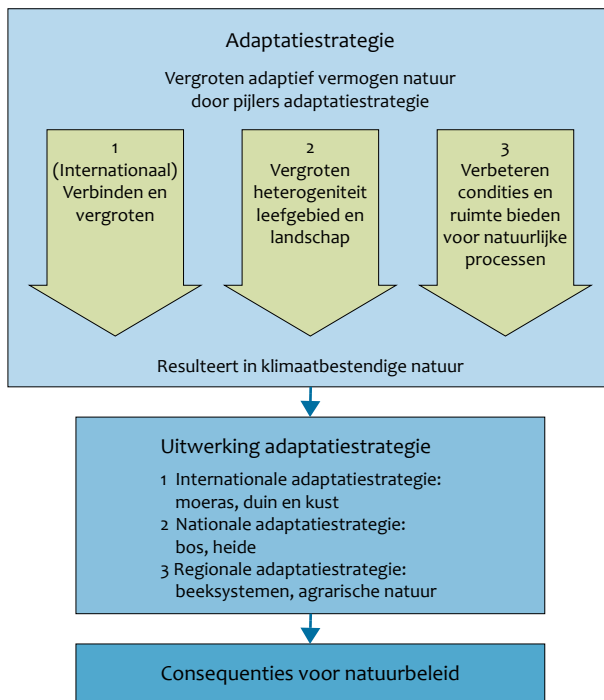 Adaptatiestrategie
Vergroten adaptief vermogen natuur
door pijlers adaptatiestrategie
1
(Internationaal)
Verbinden en
vergroten
2
Vergroten
heterogeniteit
leefgebied en
landschap
3
Verbeteren
condities en
ruimte bieden
voor natuurlijke
processen
Resulteert in klimaatbestendige natuur
Uitwerking adaptatiestrategie
1 Internationale adaptatiestrategie:
moeras, duin en kust
2 Nationale adaptatiestrategie:
bos, heide
3 Regionale adaptatiestrategie:
beeksystemen, agrarische natuur
Consequenties voor natuurbeleid